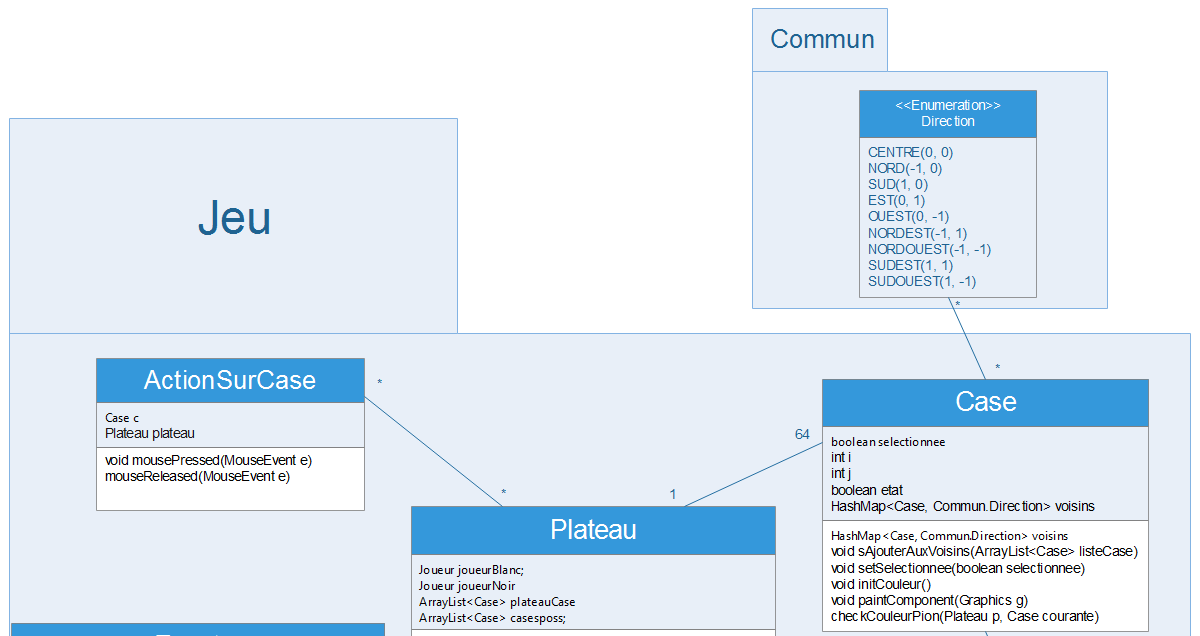 Commun
<<Enumeration>>
Direction
CENTRE(0, 0)
NORD(-1, 0)
SUD(1, 0)
EST(0, 1)
OUEST(0, -1)
NORDEST(-1, 1)
NORDOUEST(-1, -1)
SUDEST(1, 1)
SUDOUEST(1, -1)
*
*
Jeu
ActionSurCase
*
Case c
Plateau plateau
void mousePressed(MouseEvent e)
mouseReleased(MouseEvent e)
*
Case
64
boolean selectionnee
int i
int j
boolean etat
HashMap<Case, Commun.Direction> voisins
HashMap<Case, Commun.Direction> voisins
void sAjouterAuxVoisins(ArrayList<Case> listeCase)
void setSelectionnee(boolean selectionnee)
void initCouleur()
void paintComponent(Graphics g)
checkCouleurPion(Plateau p, Case courante)
1
Plateau
Joueur joueurBlanc;
Joueur joueurNoir
ArrayList<Case> plateauCase
ArrayList<Case> casesposs;